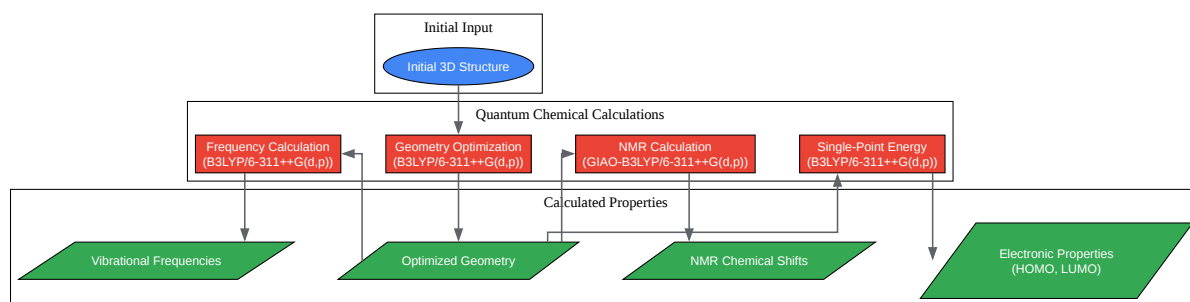 Initial Input
Initial 3D Structure
Quantum Chemical Calculations
Frequency Calculation
(B3LYP/6-311++G(d,p))
Geometry Optimization
(B3LYP/6-311++G(d,p))
NMR Calculation
(GIAO-B3LYP/6-311++G(d,p))
Single-Point Energy
(B3LYP/6-311++G(d,p))
Calculated Properties
Vibrational Frequencies
Optimized Geometry
NMR Chemical Shifts
Electronic Properties
(HOMO, LUMO)